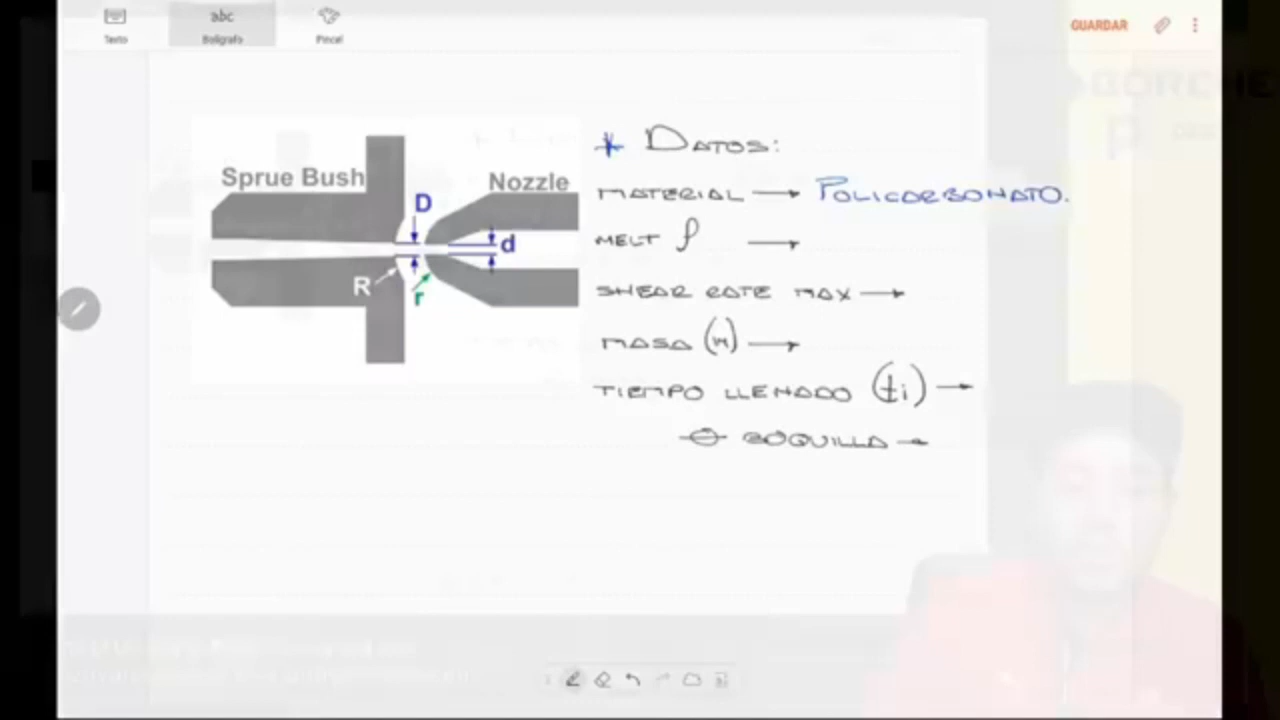 Texto
abc
Bolígrafo
Pincel
GUARDAR
Sprue Bush
Nozzle
D
d
R
r
* DATOS:
MATERIAL → POLICARBONATO.
MELT ρ →
SHEAR RATE MAX →
MASA (m) →
TIEMPO LLENADO (ti) →
⌀ BOQUILLA →